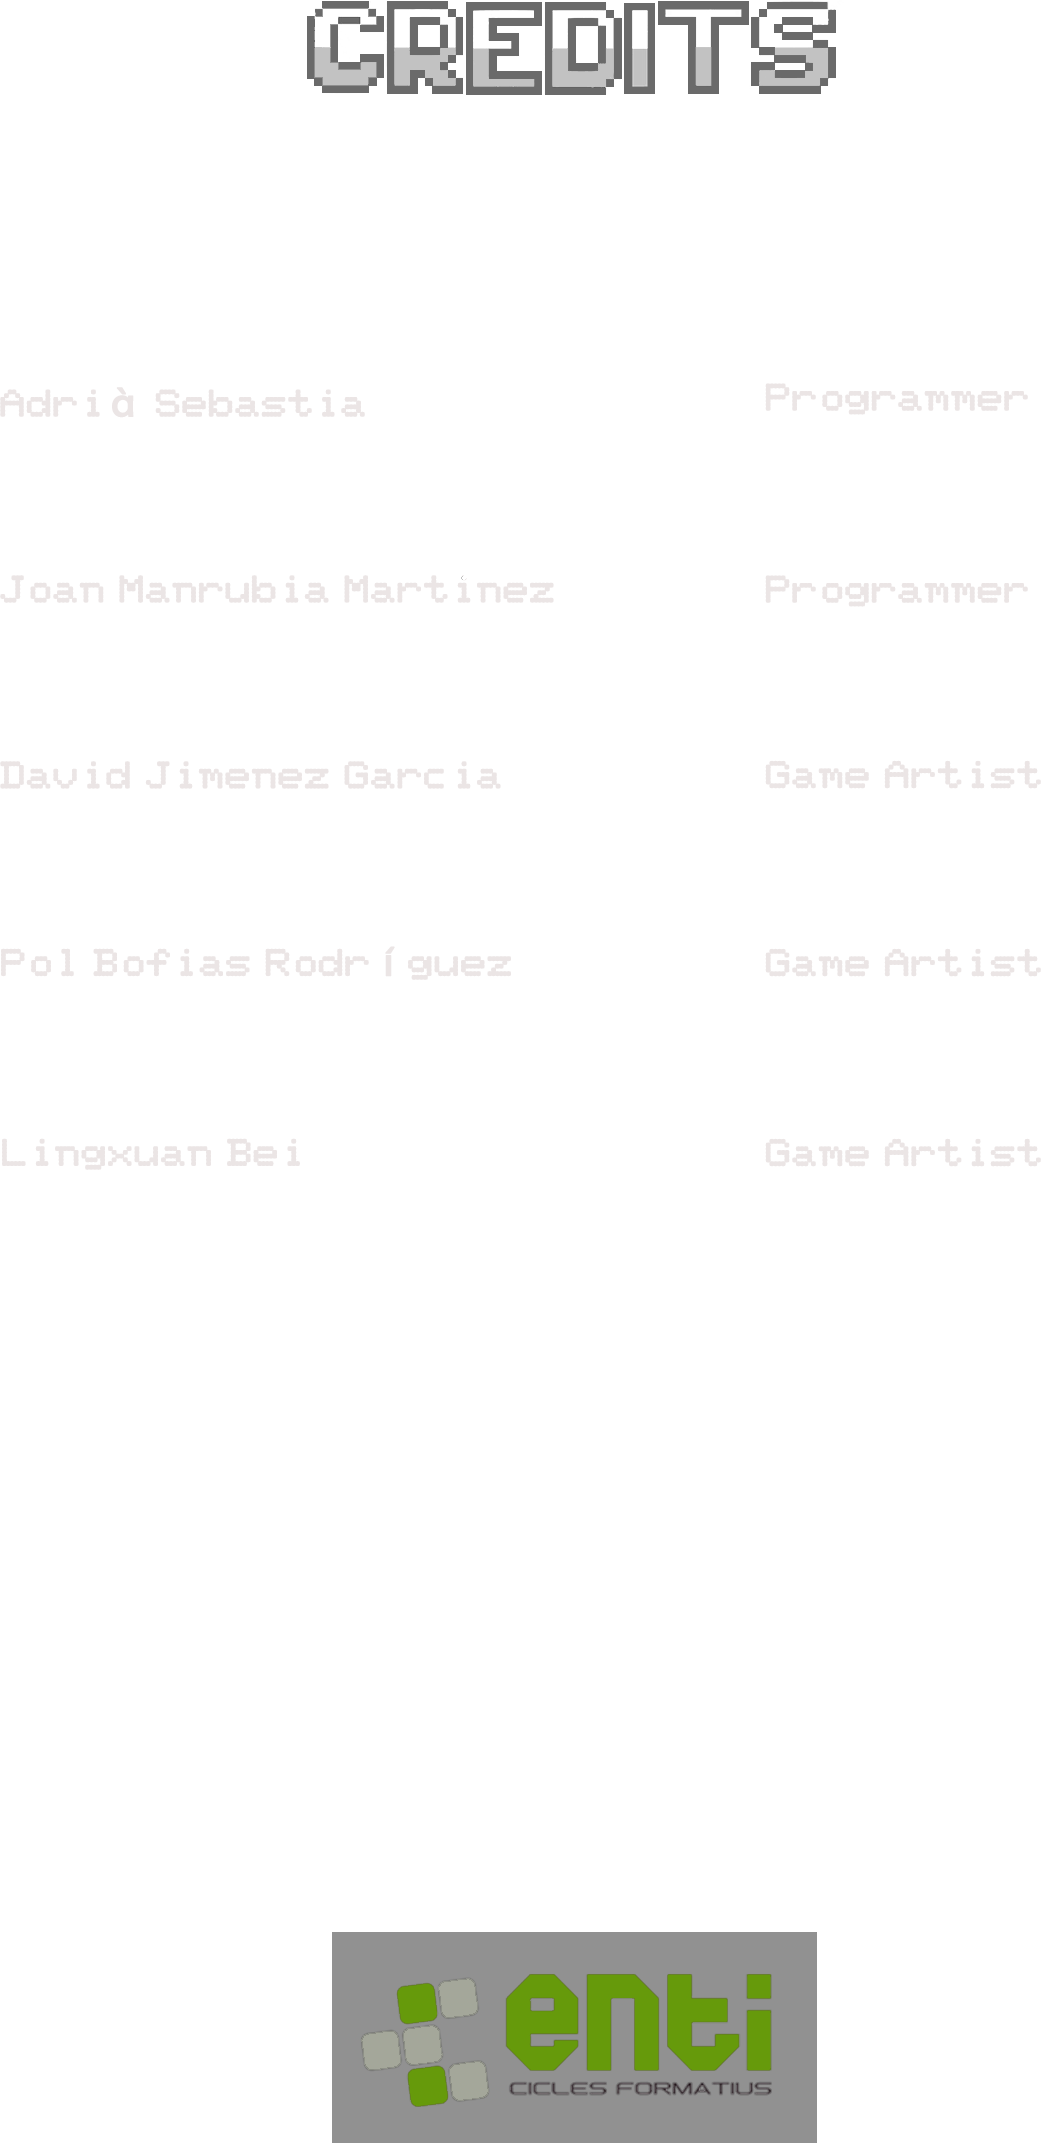 CREDITS
Adrià Sebastia Programmer
Joan Manrubia Martínez Programmer
David Jimenez Garcia Game Artist
Pol Bofias Rodríguez Game Artist
Lingxuan Bei Game Artist
enti
CICLES FORMATIUS